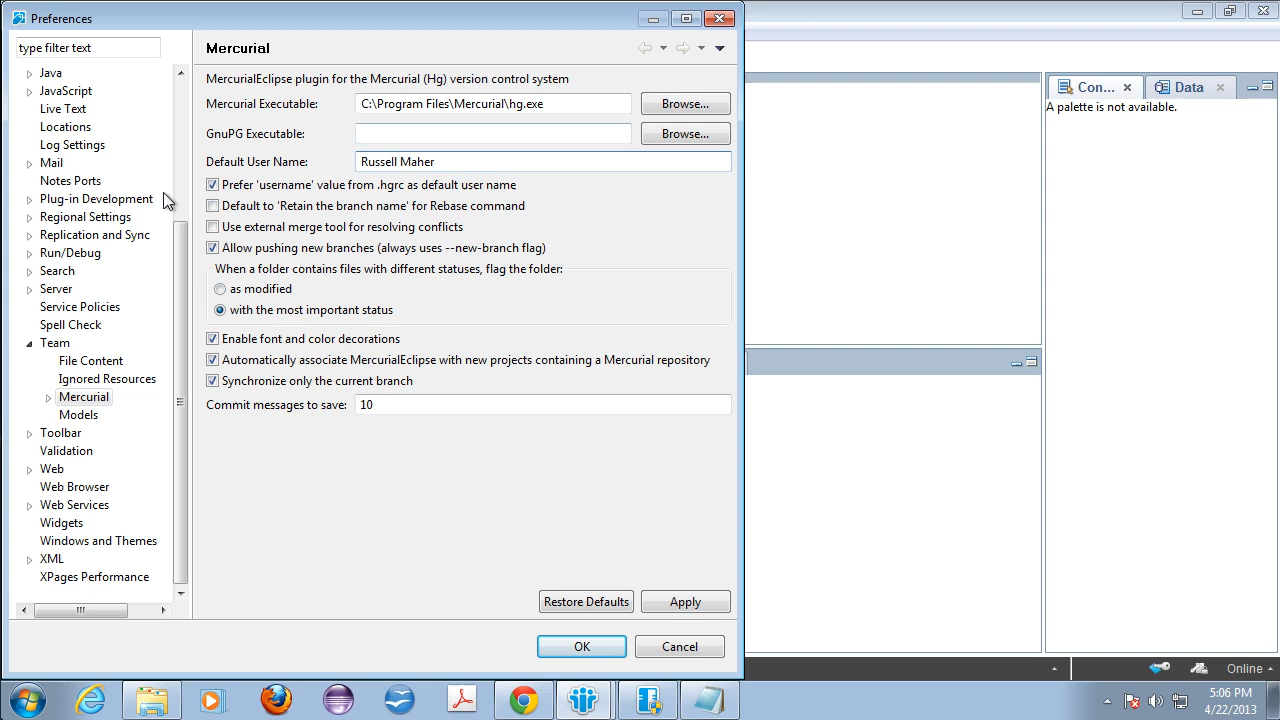 Preferences
type filter text
Java
JavaScript
Live Text
Locations
Log Settings
Mail
Notes Ports
Plug-in Development
Regional Settings
Replication and Sync
Run/Debug
Search
Server
Service Policies
Spell Check
Team
File Content
Ignored Resources
Mercurial
Models
Toolbar
Validation
Web
Web Browser
Web Services
Widgets
Windows and Themes
XML
XPages Performance
Mercurial
MercurialEclipse plugin for the Mercurial (Hg) version control system
Mercurial Executable: C:\Program Files\Mercurial\hg.exe Browse...
GnuPG Executable: Browse...
Default User Name: Russell Maher
Prefer 'username' value from .hgrc as default user name
Default to 'Retain the branch name' for Rebase command
Use external merge tool for resolving conflicts
Allow pushing new branches (always uses --new-branch flag)
When a folder contains files with different statuses, flag the folder:
as modified
with the most important status
Enable font and color decorations
Automatically associate MercurialEclipse with new projects containing a Mercurial repository
Synchronize only the current branch
Commit messages to save: 10
Restore Defaults Apply
OK Cancel
Con... Data
A palette is not available.
Online
5:06 PM
4/22/2013